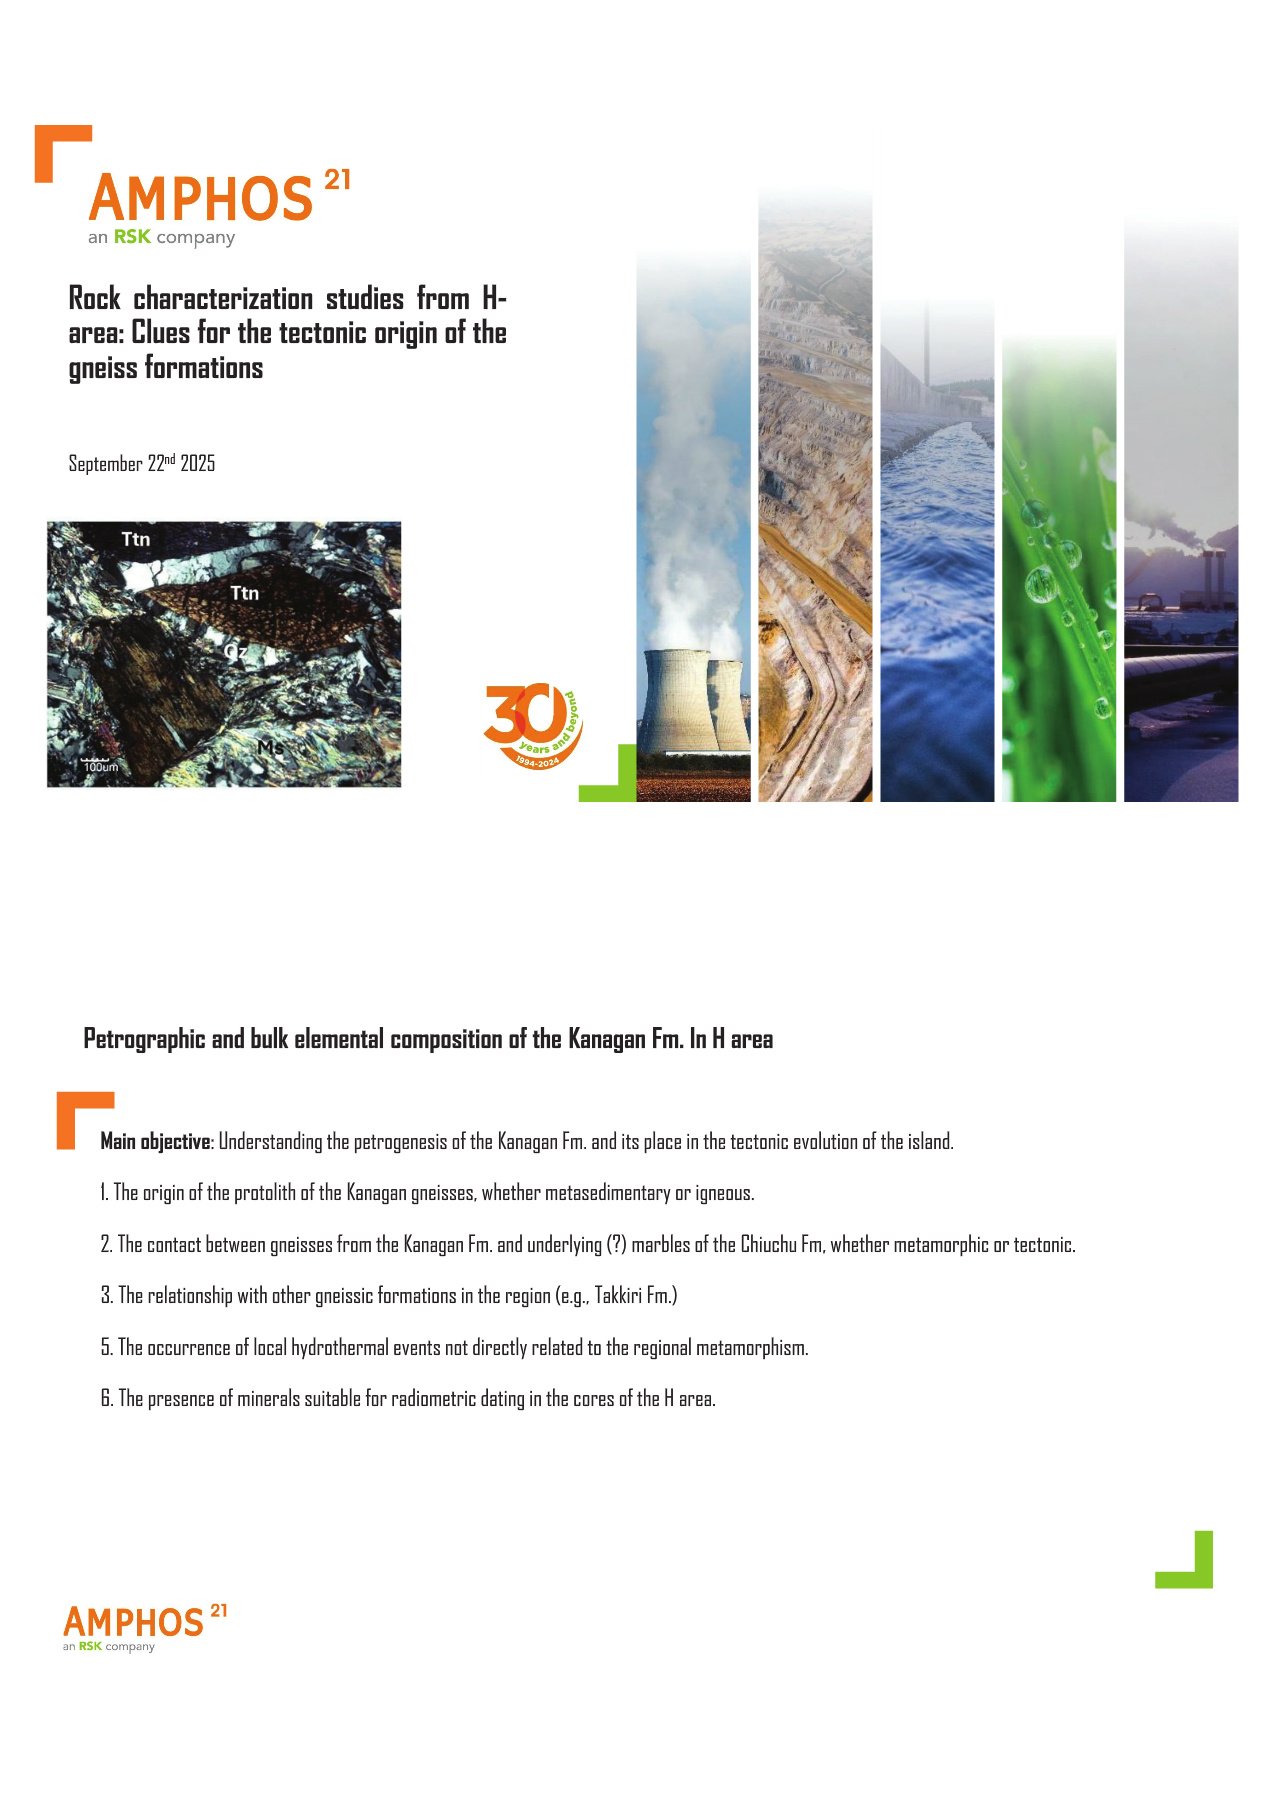 AMPHOS 21
an RSK company
Rock characterization studies from H-
area: Clues for the tectonic origin of the
gneiss formations
September 22nd 2025
Ttn
Ttn
Qz
Ms
100um
30
years and beyond
1994-2024
Petrographic and bulk elemental composition of the Kanagan Fm. In H area
Main objective: Understanding the petrogenesis of the Kanagan Fm. and its place in the tectonic evolution of the island.
1. The origin of the protolith of the Kanagan gneisses, whether metasedimentary or igneous.
2. The contact between gneisses from the Kanagan Fm. and underlying (?) marbles of the Chiuchu Fm, whether metamorphic or tectonic.
3. The relationship with other gneissic formations in the region (e.g., Takkiri Fm.)
5. The occurrence of local hydrothermal events not directly related to the regional metamorphism.
6. The presence of minerals suitable for radiometric dating in the cores of the H area.
AMPHOS 21
an RSK company